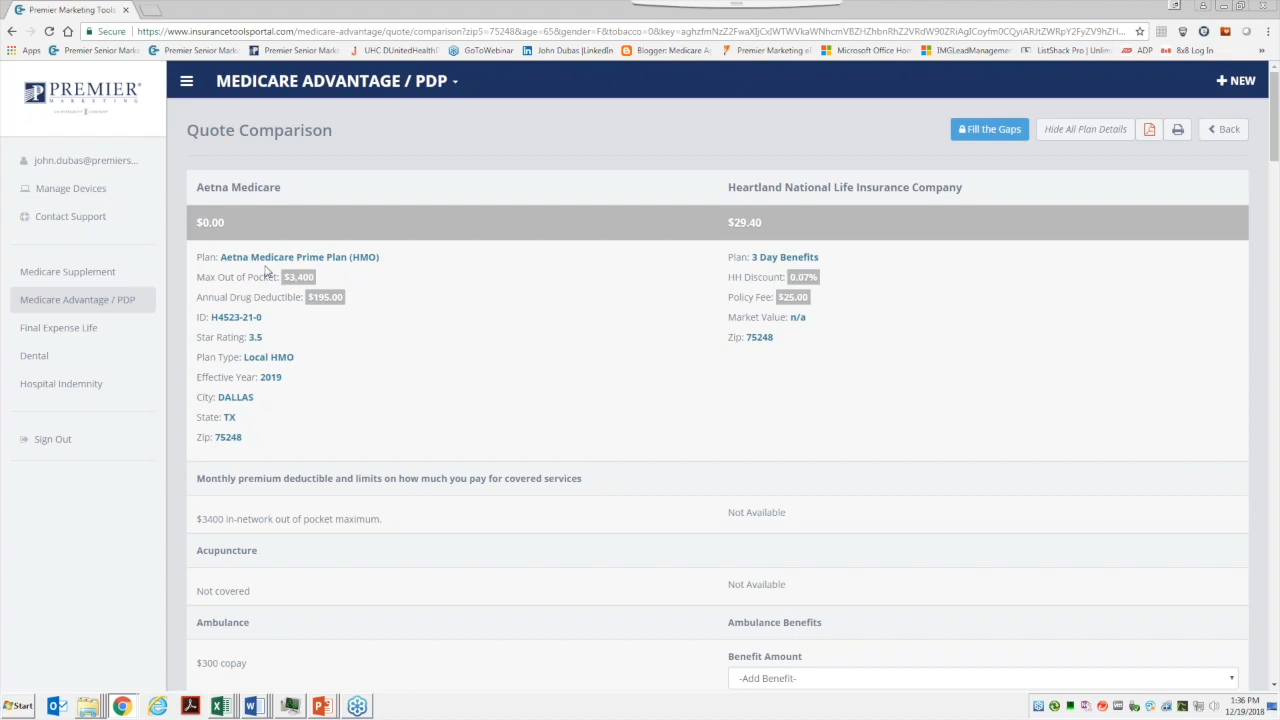 Premier Marketing Tools
https://www.insurancetoolsportal.com/medicare-advantage/quote/comparison?zip5=75248&age=65&gender=F&tobacco=0&key=
Secure
Apps
Premier Senior Marke
Premier Senior Marke
Premier Senior Marke
UHC DUnitedHealth
GoToWebinar
John Dubas |LinkedIn
Blogger: Medicare
Premier Marketing el
Microsoft Office Hom
IMGLeadManagemen
ListShack Pro | Unlim
ADP
8x8 Log In
»
PREMIER
MARKETING
MEDICARE ADVANTAGE / PDP
NEW
john.dubas@premiers...
Manage Devices
Contact Support
Medicare Supplement
Medicare Advantage / PDP
Final Expense Life
Dental
Hospital Indemnity
Sign Out
Quote Comparison
Fill the Gaps
Hide All Plan Details
Back
Aetna Medicare
Heartland National Life Insurance Company
$0.00
$29.40
Plan: Aetna Medicare Prime Plan (HMO)
Max Out of Pocket: $3,400
Annual Drug Deductible: $195.00
ID: H4523-21-0
Star Rating: 3.5
Plan Type: Local HMO
Effective Year: 2019
City: DALLAS
State: TX
Zip: 75248
Plan: 3 Day Benefits
HH Discount: 0.07%
Policy Fee: $25.00
Market Value: n/a
Zip: 75248
Monthly premium deductible and limits on how much you pay for covered services
$3400 in-network out of pocket maximum.
Not Available
Acupuncture
Not covered
Not Available
Ambulance
Ambulance Benefits
$300 copay
Benefit Amount
-Add Benefit-
Start
1:36 PM
12/19/2018